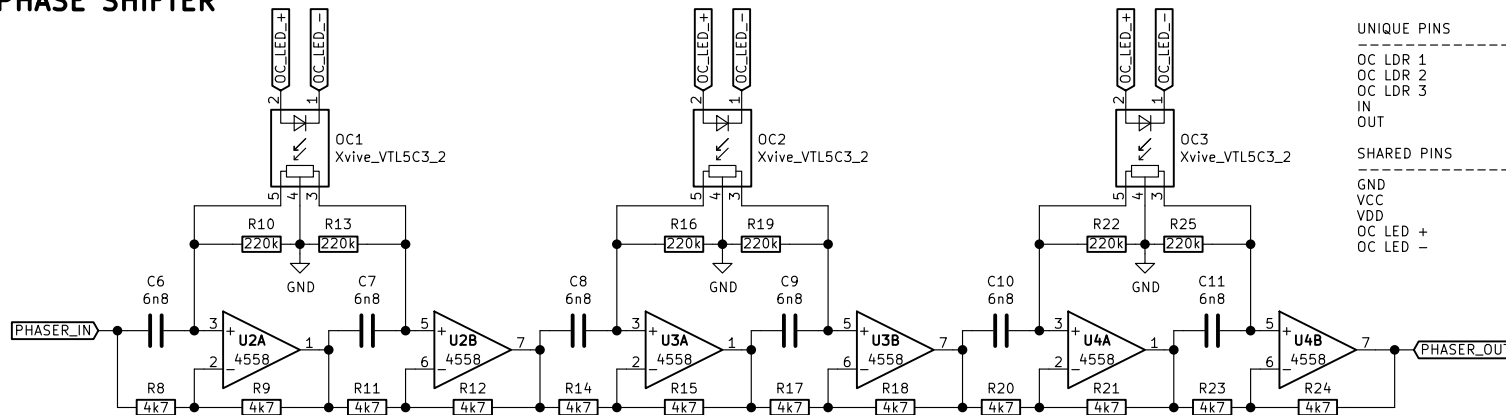 PHASE SHIFTER
OC_LED_+
OC_LED_-
2
1
OC1
Xvive_VTL5C3_2
5
4
3
OC_LED_+
OC_LED_-
2
1
OC2
Xvive_VTL5C3_2
5
4
3
OC_LED_+
OC_LED_-
2
1
OC3
Xvive_VTL5C3_2
5
4
3
UNIQUE PINS
OC LDR 1
OC LDR 2
OC LDR 3
IN
OUT
SHARED PINS
GND
VCC
VDD
OC LED +
OC LED -
R10
220k
R13
220k
GND
R16
220k
R19
220k
GND
R22
220k
R25
220k
GND
PHASER_IN
C6
6n8
3
+
U2A
4558
1
2
-
C7
6n8
5
+
U2B
4558
7
6
-
C8
6n8
3
+
U3A
4558
1
2
-
C9
6n8
5
+
U3B
4558
7
6
-
C10
6n8
3
+
U4A
4558
1
2
-
C11
6n8
5
+
U4B
4558
7
6
-
PHASER_OUT
R8
4k7
R9
4k7
R11
4k7
R12
4k7
R14
4k7
R15
4k7
R17
4k7
R18
4k7
R20
4k7
R21
4k7
R23
4k7
R24
4k7